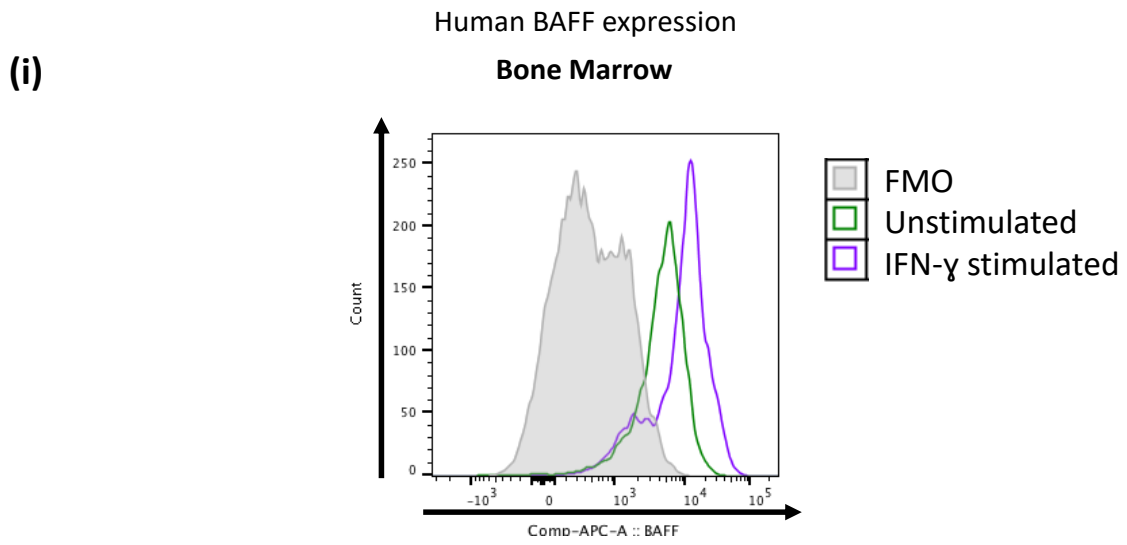 Human BAFF expression
(i)
Bone Marrow
250
200
150
100
50
0
Count
-10³ 0 10³ 10⁴ 10⁵
Comp-APC-A :: BAFF
FMO
Unstimulated
IFN-ɣ stimulated